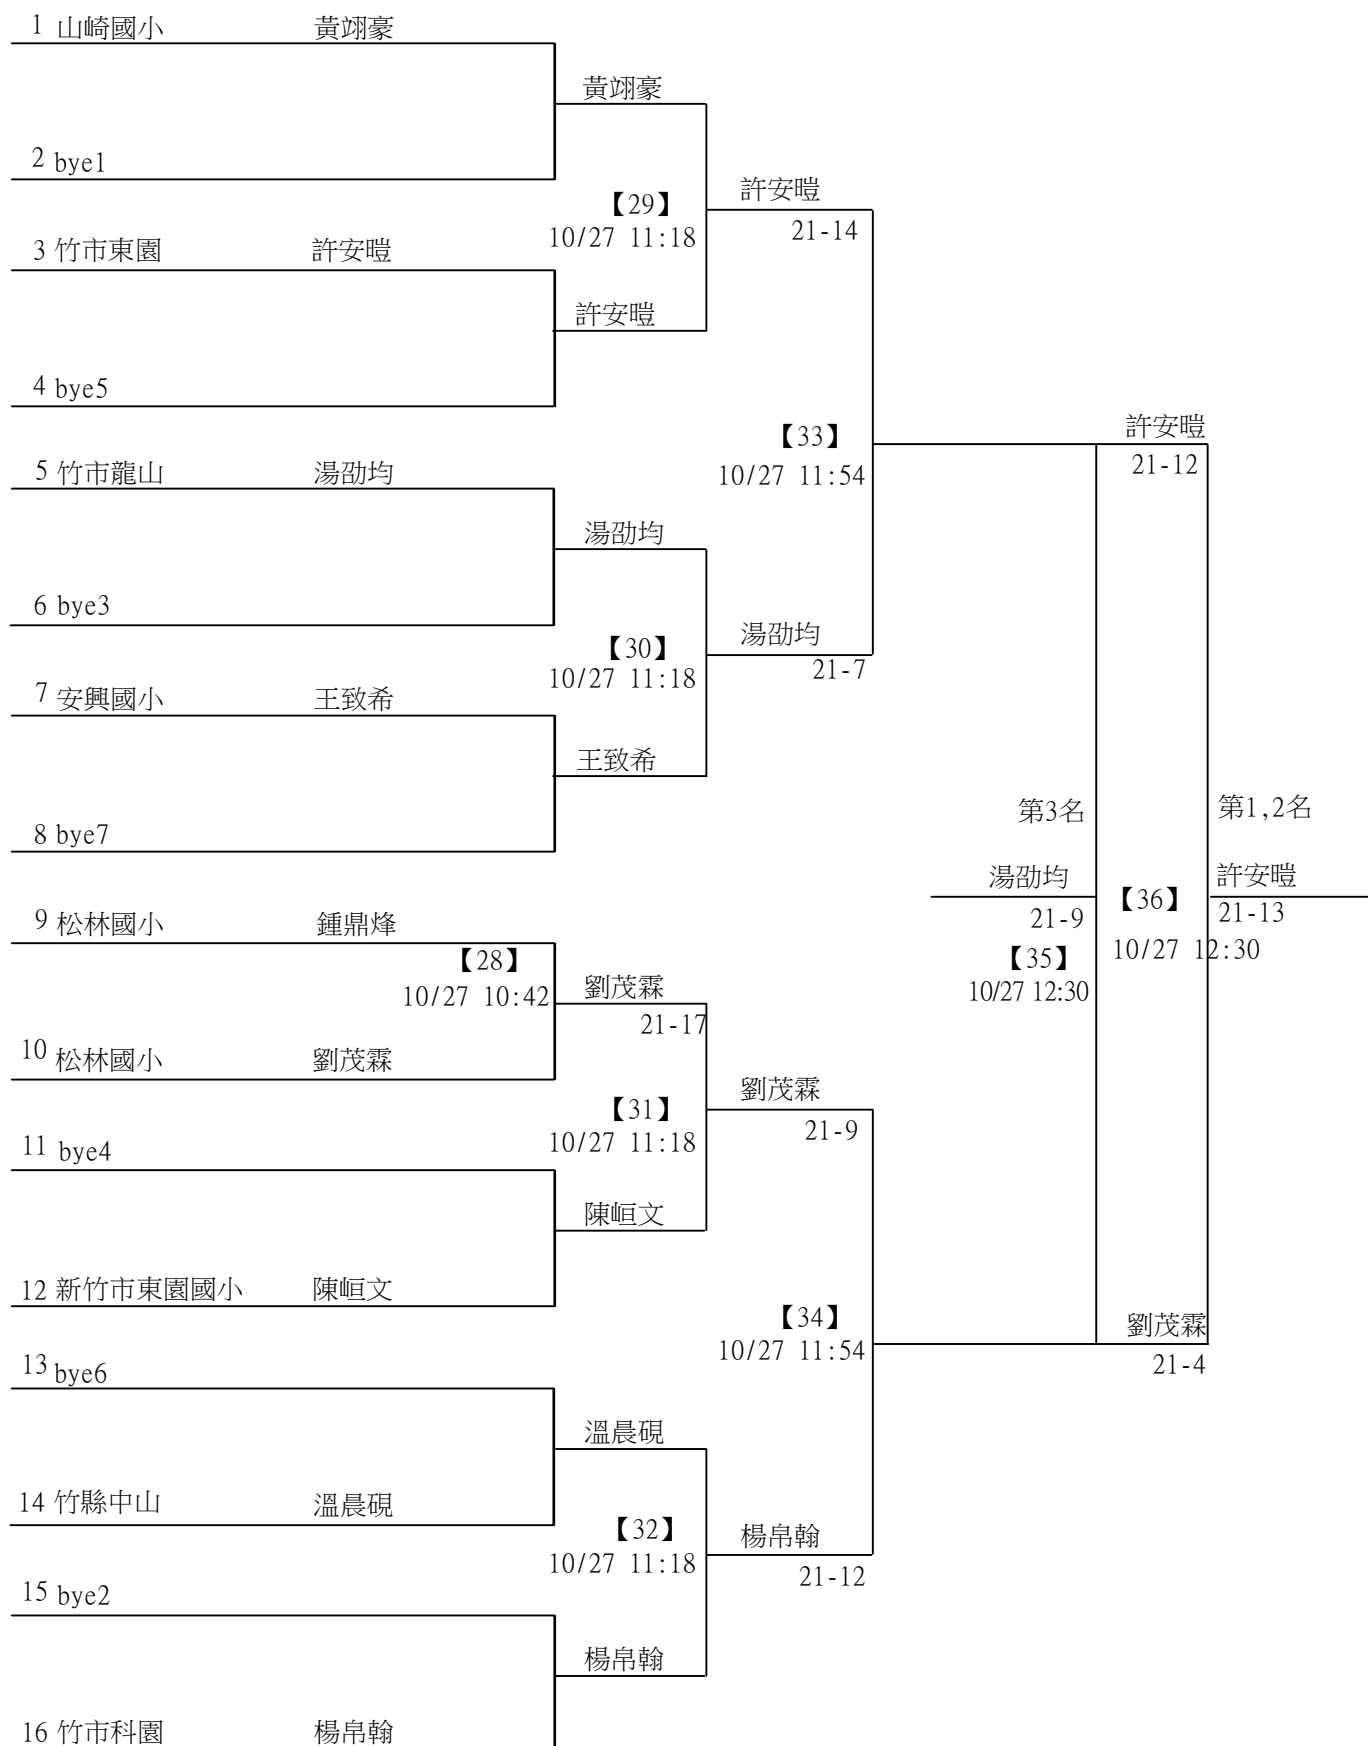 1 山崎國小 黃翊豪
黃翊豪
2 bye1
許安暟
【29】
21-14
10/27 11:18
3 竹市東園 許安暟
許安暟
4 bye5
許安暟
【33】
21-12
10/27 11:54
5 竹市龍山 湯劭均
湯劭均
6 bye3
湯劭均
【30】
21-7
10/27 11:18
7 安興國小 王致希
王致希
第3名
第1,2名
8 bye7
湯劭均
許安暟
【36】
21-9
21-13
9 松林國小 鍾鼎烽
【28】
【35】
10/27 12:30
10/27 10:42
劉茂霖
10/27 12:30
21-17
10 松林國小 劉茂霖
劉茂霖
【31】
21-9
10/27 11:18
11 bye4
陳峘文
12 新竹市東園國小 陳峘文
【34】
劉茂霖
10/27 11:54
21-4
13 bye6
溫晨硯
14 竹縣中山 溫晨硯
【32】
楊帛翰
10/27 11:18
21-12
15 bye2
楊帛翰
16 竹市科園 楊帛翰